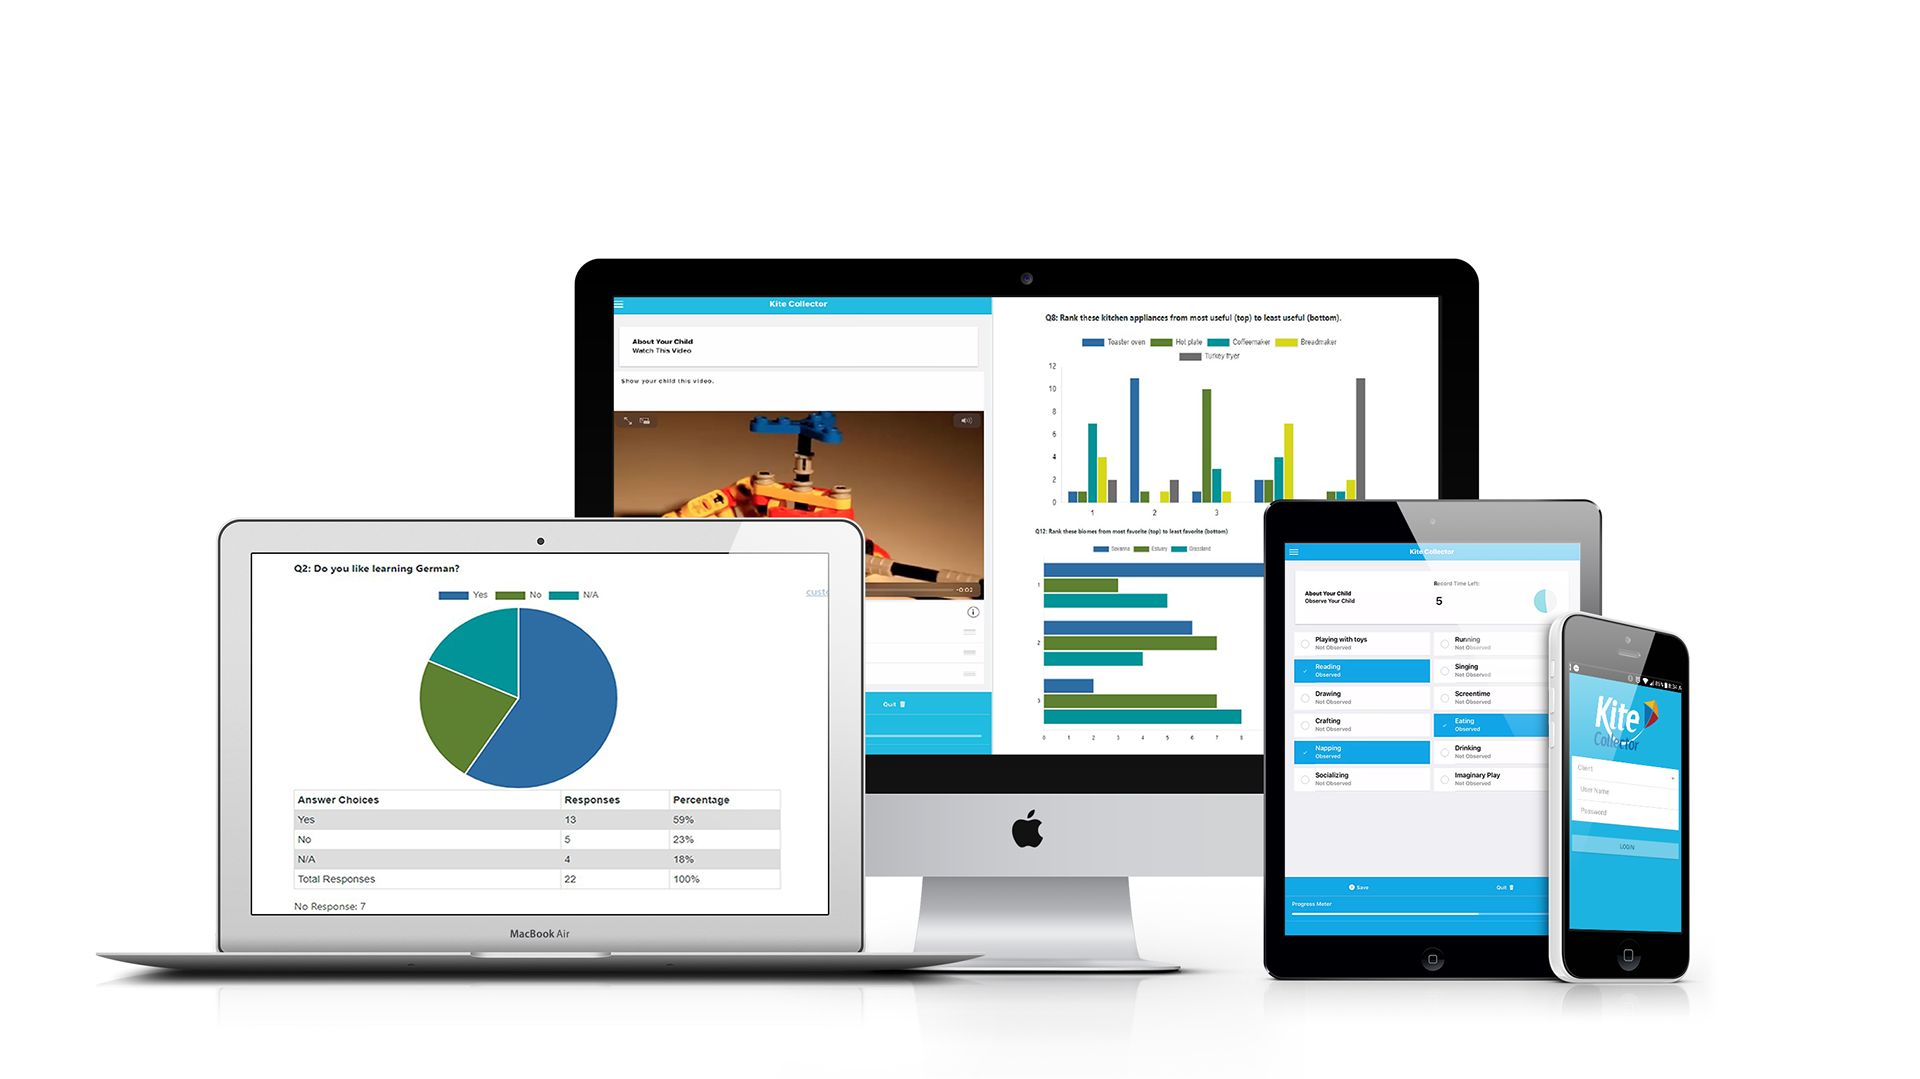 Kite Collector
About Your Child
Watch This Video
Show your child this video.
-0:02
Quit
Q8: Rank these kitchen appliances from most useful (top) to least useful (bottom).
Toaster oven Hot plate Coffeemaker Breadmaker
Turkey fryer
12
10
8
6
4
2
0
1 2 3
Q12: Rank these biomes from most favorite (top) to least favorite (bottom)
Savanna Estuary Grassland
1
2
3
0 1 2 3 4 5 6 7 8
Q2: Do you like learning German?
Yes No N/A
custo
Answer Choices Responses Percentage
Yes 13 59%
No 5 23%
N/A 4 18%
Total Responses 22 100%
No Response: 7
MacBook Air
Kite Collector
About Your Child
Observe Your Child
Record Time Left:
5
Playing with toys
Not Observed
Running
Not Observed
Reading
Observed
Singing
Not Observed
Drawing
Not Observed
Screentime
Not Observed
Crafting
Not Observed
Eating
Observed
Napping
Observed
Drinking
Not Observed
Socializing
Not Observed
Imaginary Play
Not Observed
Save Quit
Progress Meter
Kite
Collector
Client
User Name
Password
LOGIN